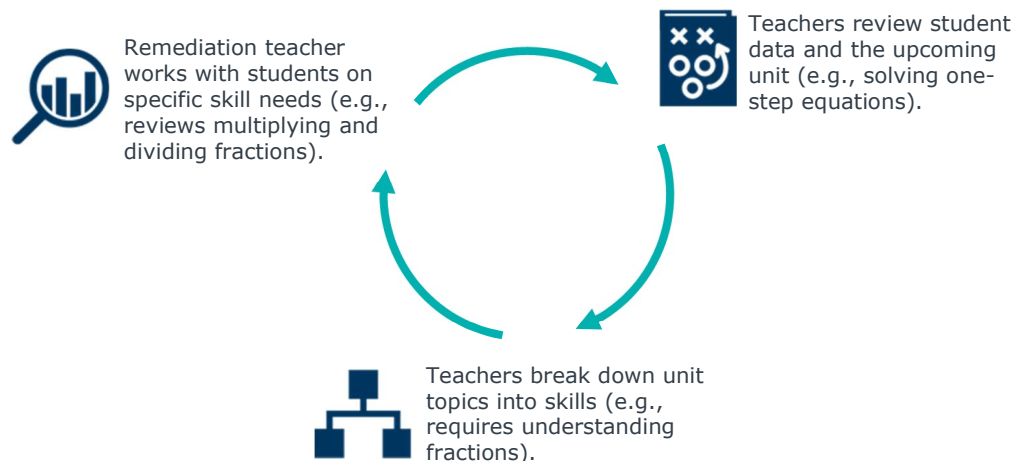 Remediation teacher
works with students on
specific skill needs (e.g.,
reviews multiplying and
dividing fractions).
Teachers review student
data and the upcoming
unit (e.g., solving one-
step equations).
Teachers break down unit
topics into skills (e.g.,
requires understanding
fractions).